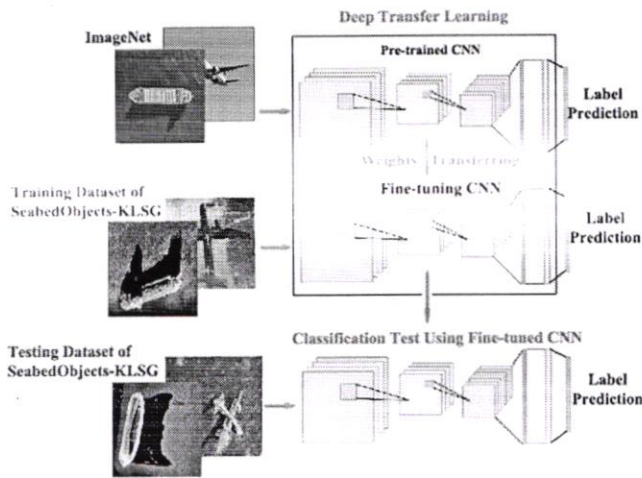 Deep Transfer Learning
ImageNet
Pre-trained CNN
Label
Prediction
Weights Transferring
Training Dataset of
SeabedObjects-KLSG
Fine-tuning CNN
Label
Prediction
Classification Test Using Fine-tuned CNN
Testing Dataset of
SeabedObjects-KLSG
Label
Prediction